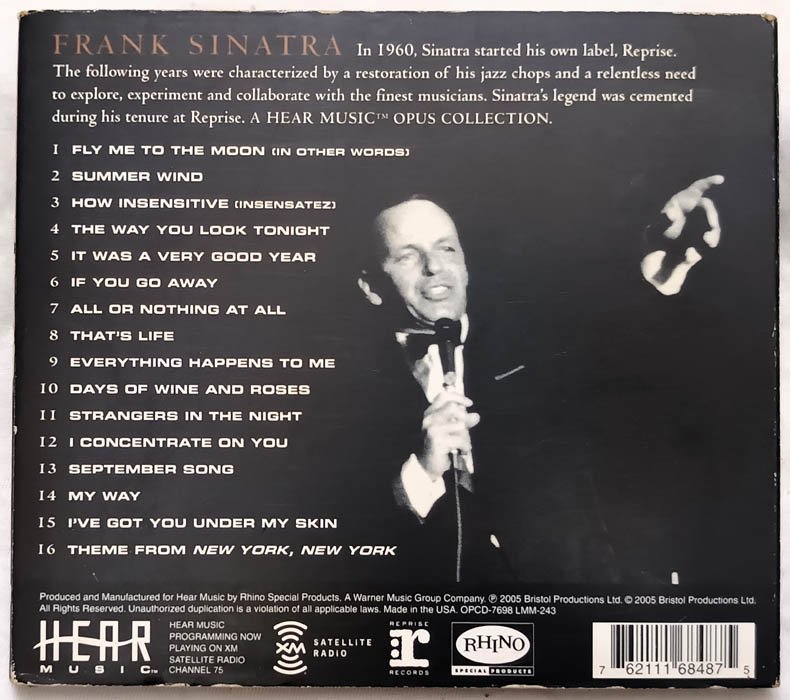 FRANK SINATRA In 1960, Sinatra started his own label, Reprise.
The following years were characterized by a restoration of his jazz chops and a relentless need
to explore, experiment and collaborate with the finest musicians. Sinatra's legend was cemented
during his tenure at Reprise. A HEAR MUSIC™ OPUS COLLECTION.
1 FLY ME TO THE MOON (IN OTHER WORDS)
2 SUMMER WIND
3 HOW INSENSITIVE (INSENSATEZ)
4 THE WAY YOU LOOK TONIGHT
5 IT WAS A VERY GOOD YEAR
6 IF YOU GO AWAY
7 ALL OR NOTHING AT ALL
8 THAT'S LIFE
9 EVERYTHING HAPPENS TO ME
10 DAYS OF WINE AND ROSES
11 STRANGERS IN THE NIGHT
12 I CONCENTRATE ON YOU
13 SEPTEMBER SONG
14 MY WAY
15 I'VE GOT YOU UNDER MY SKIN
16 THEME FROM NEW YORK, NEW YORK
Produced and Manufactured for Hear Music by Rhino Special Products, A Warner Music Group Company. ℗ 2005 Bristol Productions Ltd. © 2005 Bristol Productions Ltd.
All Rights Reserved. Unauthorized duplication is a violation of all applicable laws. Made in the USA. OPCD-7698 LMM-243
HEAR
MUSIC™
HEAR MUSIC
PROGRAMMING NOW
PLAYING ON XM
SATELLITE RADIO
CHANNEL 75
XM
SATELLITE
RADIO
REPRISE
r
RECORDS
RHINO
SPECIAL PRODUCTS
7 62111 68487 5